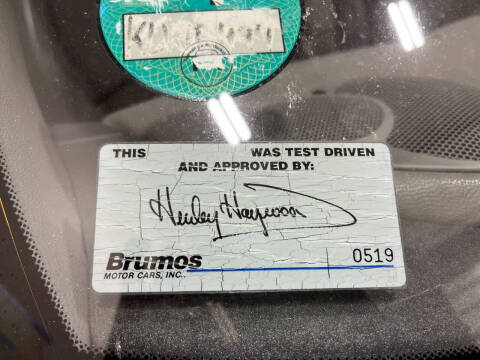 THIS WAS TEST DRIVEN
AND APPROVED BY:
Hurley Haywood
Brumos
MOTOR CARS, INC.
0519